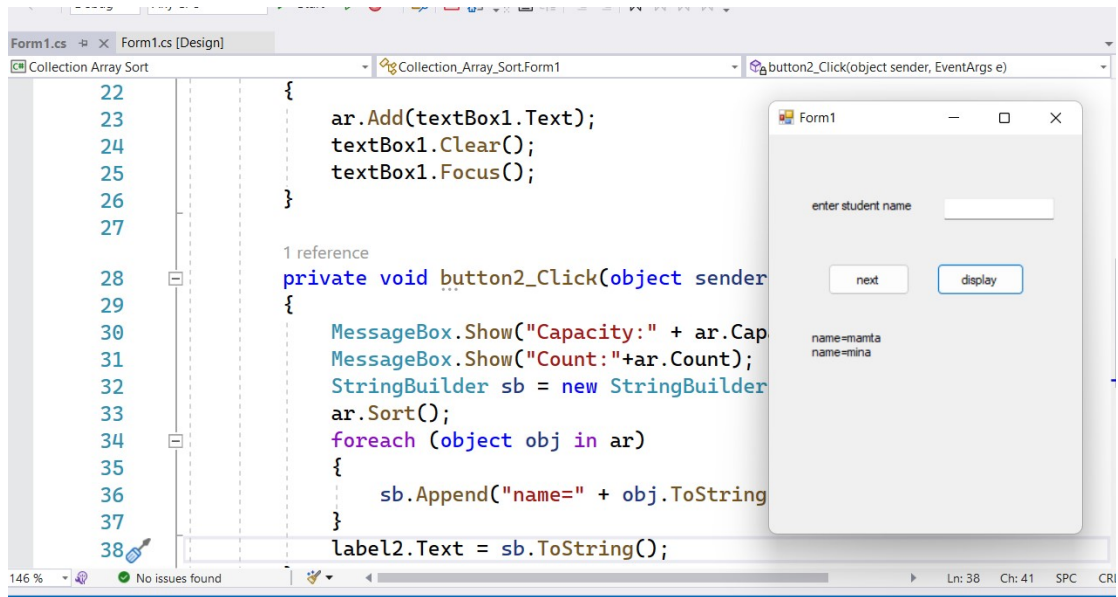 Form1.cs Form1.cs [Design]
Collection Array Sort Collection_Array_Sort.Form1 button2_Click(object sender, EventArgs e)
22 {
23 ar.Add(textBox1.Text);
24 textBox1.Clear();
25 textBox1.Focus();
26 }
27
1 reference
28 private void button2_Click(object sender
29 {
30 MessageBox.Show("Capacity:" + ar.Cap
31 MessageBox.Show("Count:"+ar.Count);
32 StringBuilder sb = new StringBuilder
33 ar.Sort();
34 foreach (object obj in ar)
35 {
36 sb.Append("name=" + obj.ToString
37 }
38 label2.Text = sb.ToString();
Form1
enter student name
next display
name=mamta
name=mina
146 % No issues found Ln: 38 Ch: 41 SPC